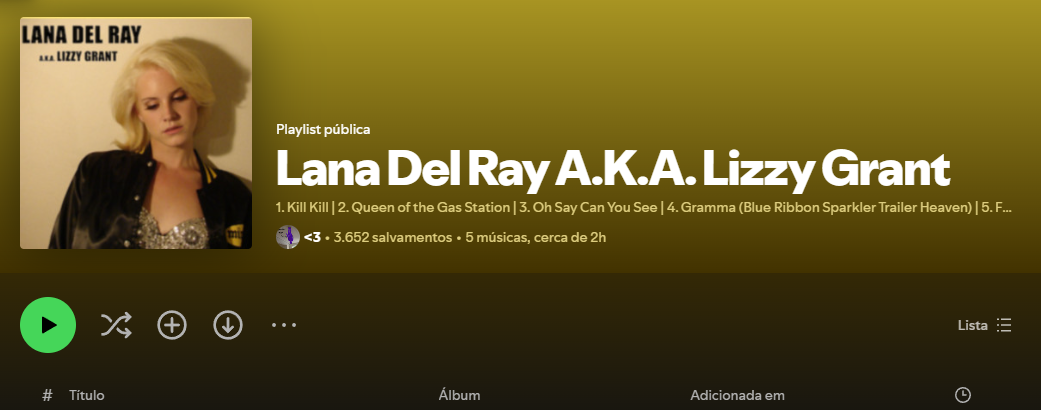 LANA DEL RAY
A.K.A. LIZZY GRANT
Playlist pública
Lana Del Ray A.K.A. Lizzy Grant
1. Kill Kill | 2. Queen of the Gas Station | 3. Oh Say Can You See | 4. Gramma (Blue Ribbon Sparkler Trailer Heaven) | 5. F...
<3 • 3.652 salvamentos • 5 músicas, cerca de 2h
Lista
# Título Álbum Adicionada em